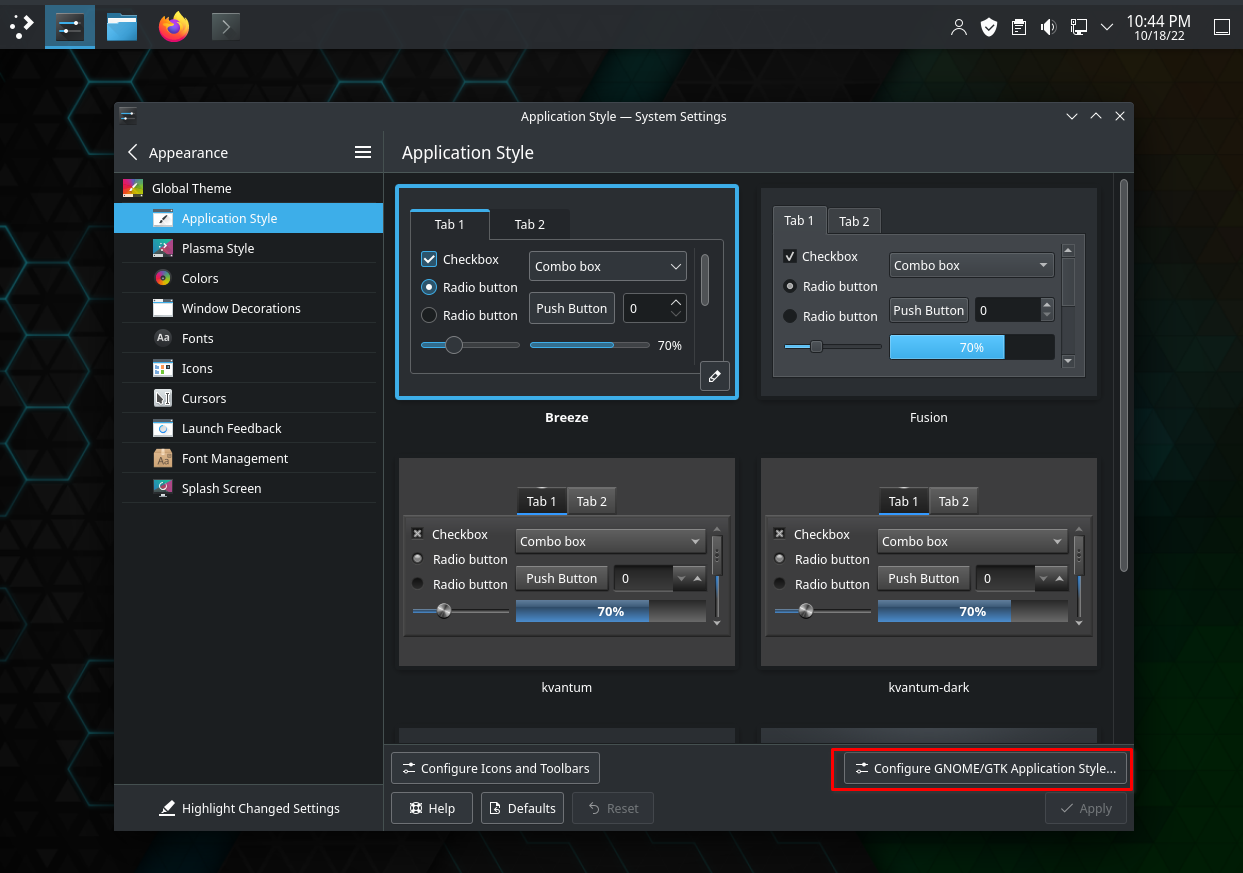 10:44 PM
10/18/22
Application Style — System Settings
Appearance
Application Style
Global Theme
Application Style
Plasma Style
Colors
Window Decorations
Aa Fonts
Icons
Cursors
Launch Feedback
Aa Font Management
Splash Screen
Highlight Changed Settings
Tab 1 Tab 2
Checkbox Combo box
Radio button
Push Button 0
Radio button
70%
Breeze
Tab 1 Tab 2
Checkbox Combo box
Radio button
Push Button 0
Radio button
70%
Fusion
Tab 1 Tab 2
Checkbox Combo box
Radio button
Push Button 0
Radio button
70%
kvantum
Tab 1 Tab 2
Checkbox Combo box
Radio button
Push Button 0
Radio button
70%
kvantum-dark
Configure Icons and Toolbars Configure GNOME/GTK Application Style...
Help Defaults Reset Apply